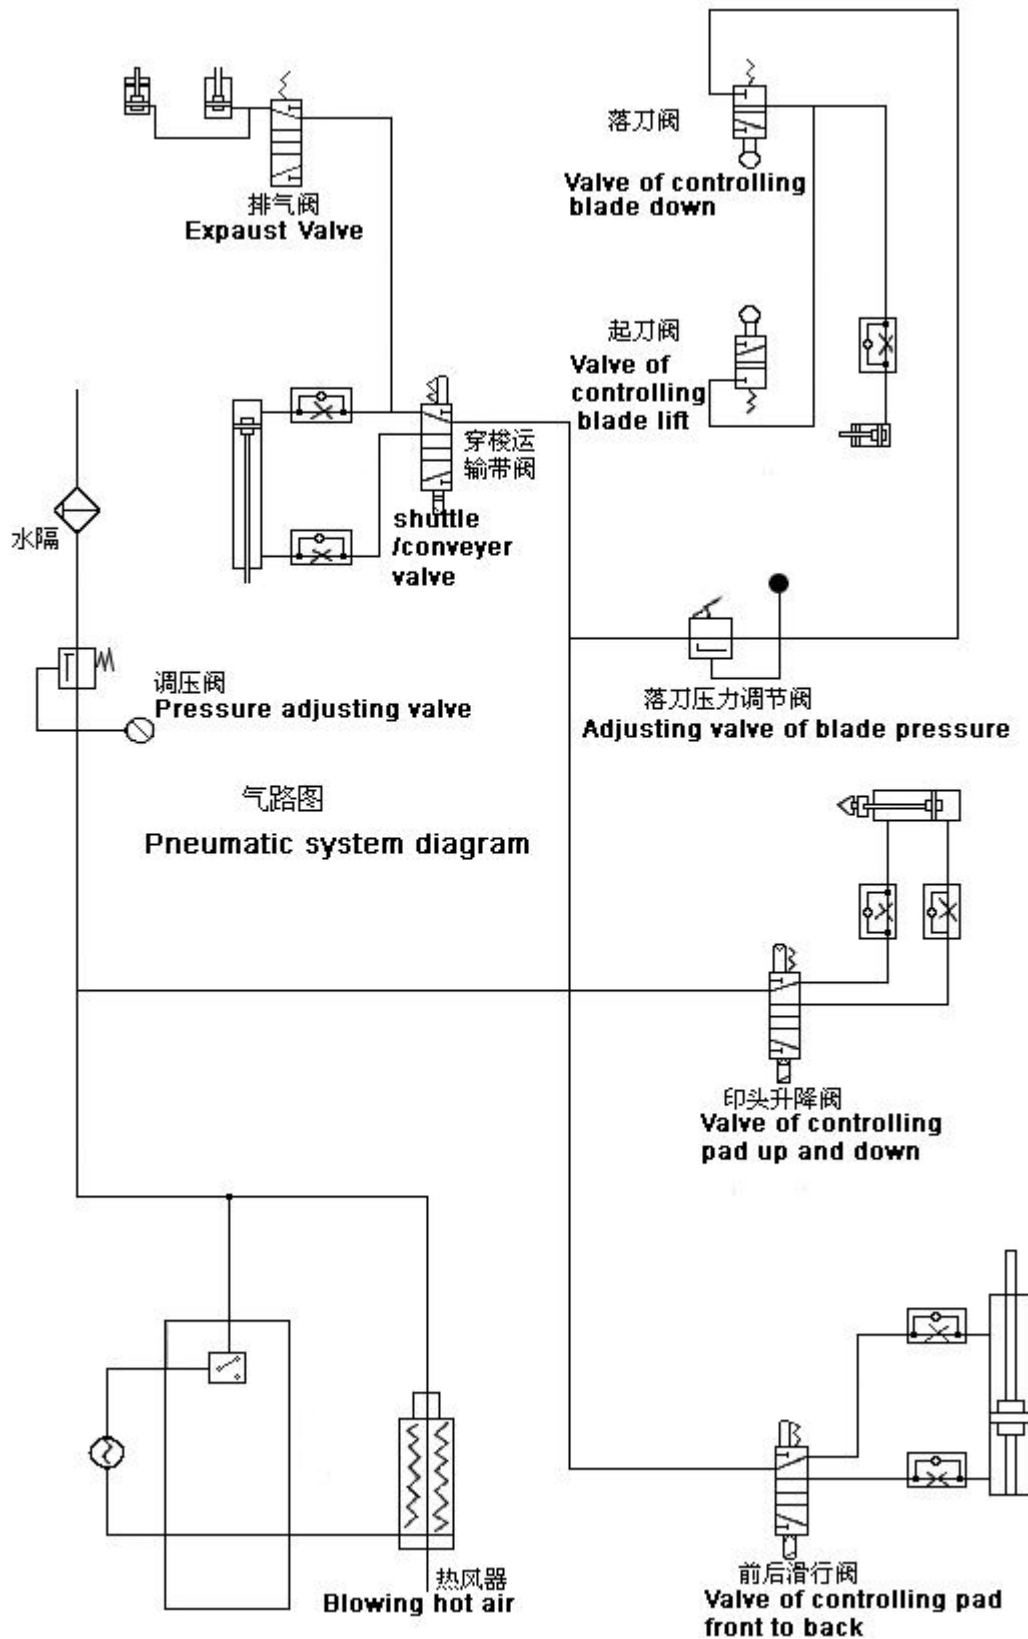 落刀阀
Valve of controlling
blade down
排气阀
Expaust Valve
起刀阀
Valve of
controlling
blade lift
穿梭运
输带阀
shuttle
/conveyer
valve
水隔
调压阀
Pressure adjusting valve
落刀压力调节阀
Adjusting valve of blade pressure
气路图
Pneumatic system diagram
印头升降阀
Valve of controlling
pad up and down
热风器
Blowing hot air
前后滑行阀
Valve of controlling pad
front to back